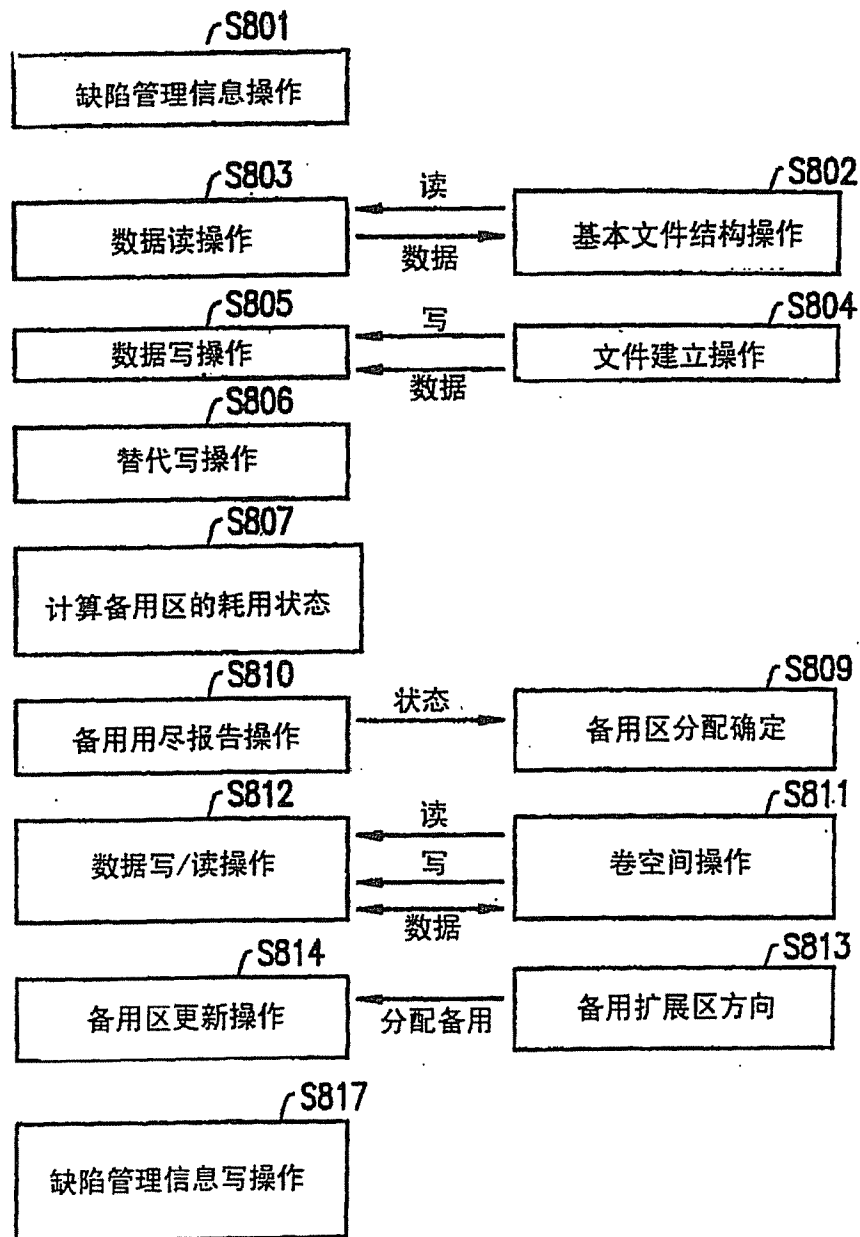 S801
缺陷管理信息操作
S803
读
S802
数据读操作
数据
基本文件结构操作
S805
写
S804
数据写操作
数据
文件建立操作
S806
替代写操作
S807
计算备用区的耗用状态
S810
状态
S809
备用用尽报告操作
备用区分配确定
S812
读
S811
数据写/读操作
写
卷空间操作
数据
S814
S813
备用区更新操作
分配备用
备用扩展区方向
S817
缺陷管理信息写操作